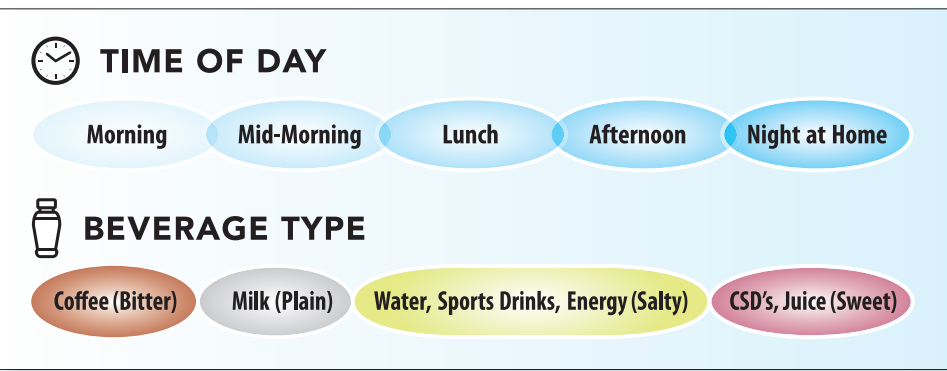 TIME OF DAY
Morning Mid-Morning Lunch Afternoon Night at Home
BEVERAGE TYPE
Coffee (Bitter) Milk (Plain) Water, Sports Drinks, Energy (Salty) CSD's, Juice (Sweet)